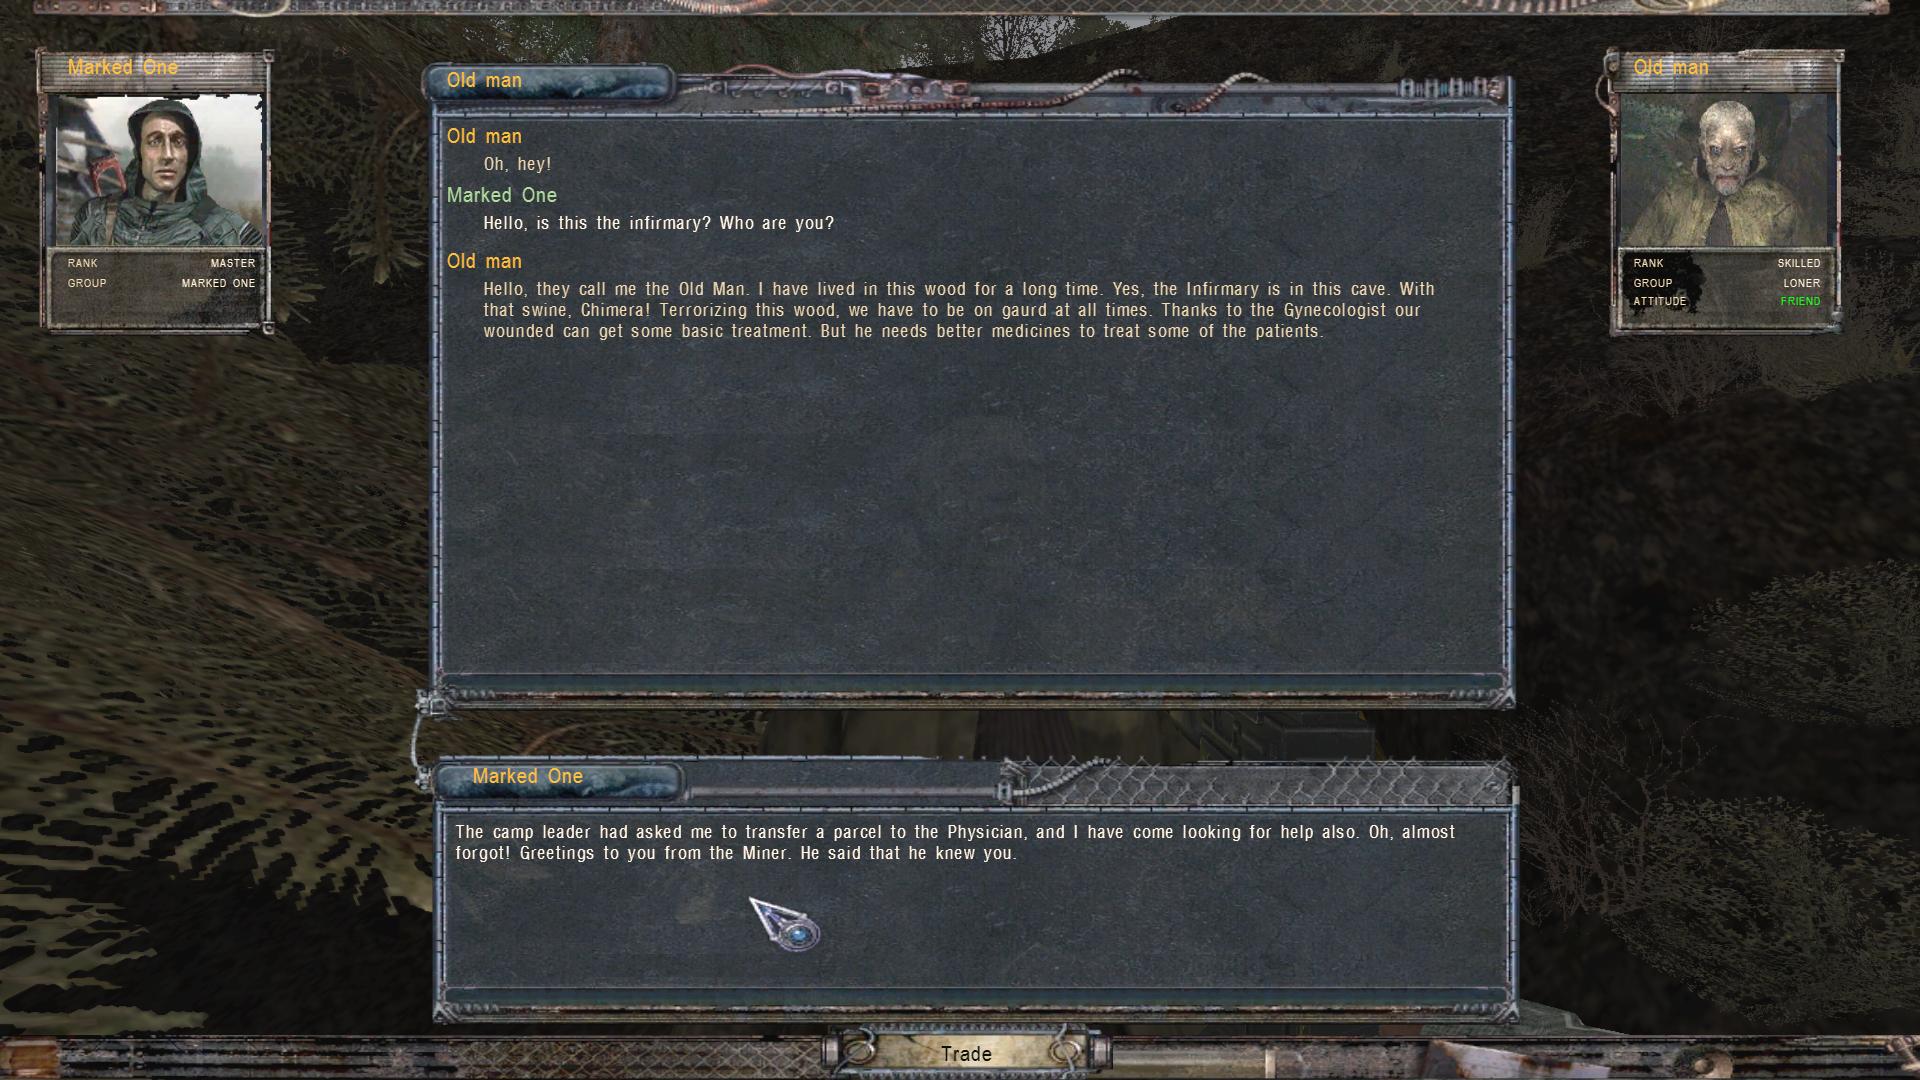 Marked One
RANK MASTER
GROUP MARKED ONE
Old man
Old man
Oh, hey!
Marked One
Hello, is this the infirmary? Who are you?
Old man
Hello, they call me the Old Man. I have lived in this wood for a long time. Yes, the Infirmary is in this cave. With
that swine, Chimera! Terrorizing this wood, we have to be on gaurd at all times. Thanks to the Gynecologist our
wounded can get some basic treatment. But he needs better medicines to treat some of the patients.
Old man
RANK SKILLED
GROUP LONER
ATTITUDE FRIEND
Marked One
The camp leader had asked me to transfer a parcel to the Physician, and I have come looking for help also. Oh, almost
forgot! Greetings to you from the Miner. He said that he knew you.
Trade